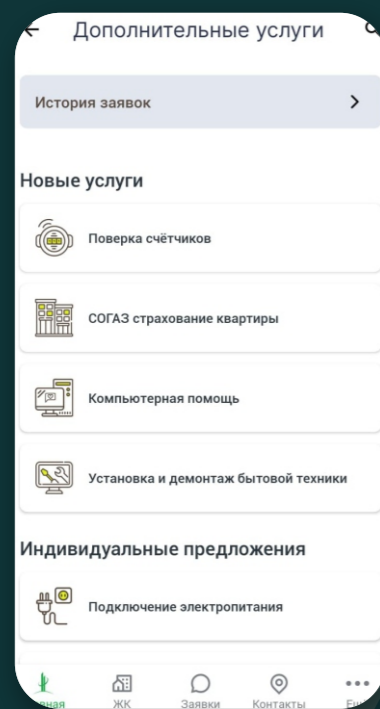 Дополнительные услуги
История заявок
Новые услуги
Поверка счётчиков
СОГАЗ страхование квартиры
Компьютерная помощь
Установка и демонтаж бытовой техники
Индивидуальные предложения
Подключение электропитания
ЖК
Заявки
Контакты